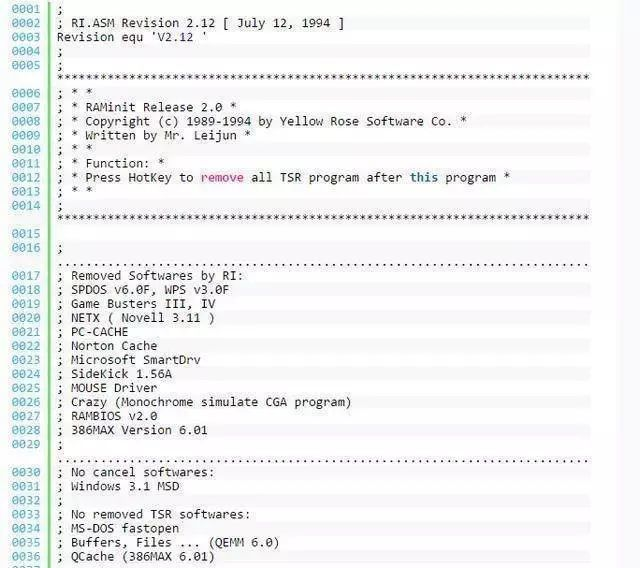 0001 ;
0002 ; RI.ASM Revision 2.12 [ July 12, 1994 ]
0003 Revision equ 'V2.12 '
0004 ;
0005 ;
**************************************************************************
0006 ; * *
0007 ; * RAMinit Release 2.0 *
0008 ; * Copyright (c) 1989-1994 by Yellow Rose Software Co. *
0009 ; * Written by Mr. Leijun *
0010 ; * *
0011 ; * Function: *
0012 ; * Press HotKey to remove all TSR program after this program *
0013 ; * *
0014 ;
**************************************************************************
0015
0016 ;
..........................................................................
0017 ; Removed Softwares by RI:
0018 ; SPDOS v6.0F, WPS v3.0F
0019 ; Game Busters III, IV
0020 ; NETX ( Novell 3.11 )
0021 ; PC-CACHE
0022 ; Norton Cache
0023 ; Microsoft SmartDrv
0024 ; SideKick 1.56A
0025 ; MOUSE Driver
0026 ; Crazy (Monochrome simulate CGA program)
0027 ; RAMBIOS v2.0
0028 ; 386MAX Version 6.01
0029 ;
..........................................................................
0030 ; No cancel softwares:
0031 ; Windows 3.1 MSD
0032 ;
0033 ; No removed TSR softwares:
0034 ; MS-DOS fastopen
0035 ; Buffers, Files ... (QEMM 6.0)
0036 ; QCache (386MAX 6.01)
0037 ;